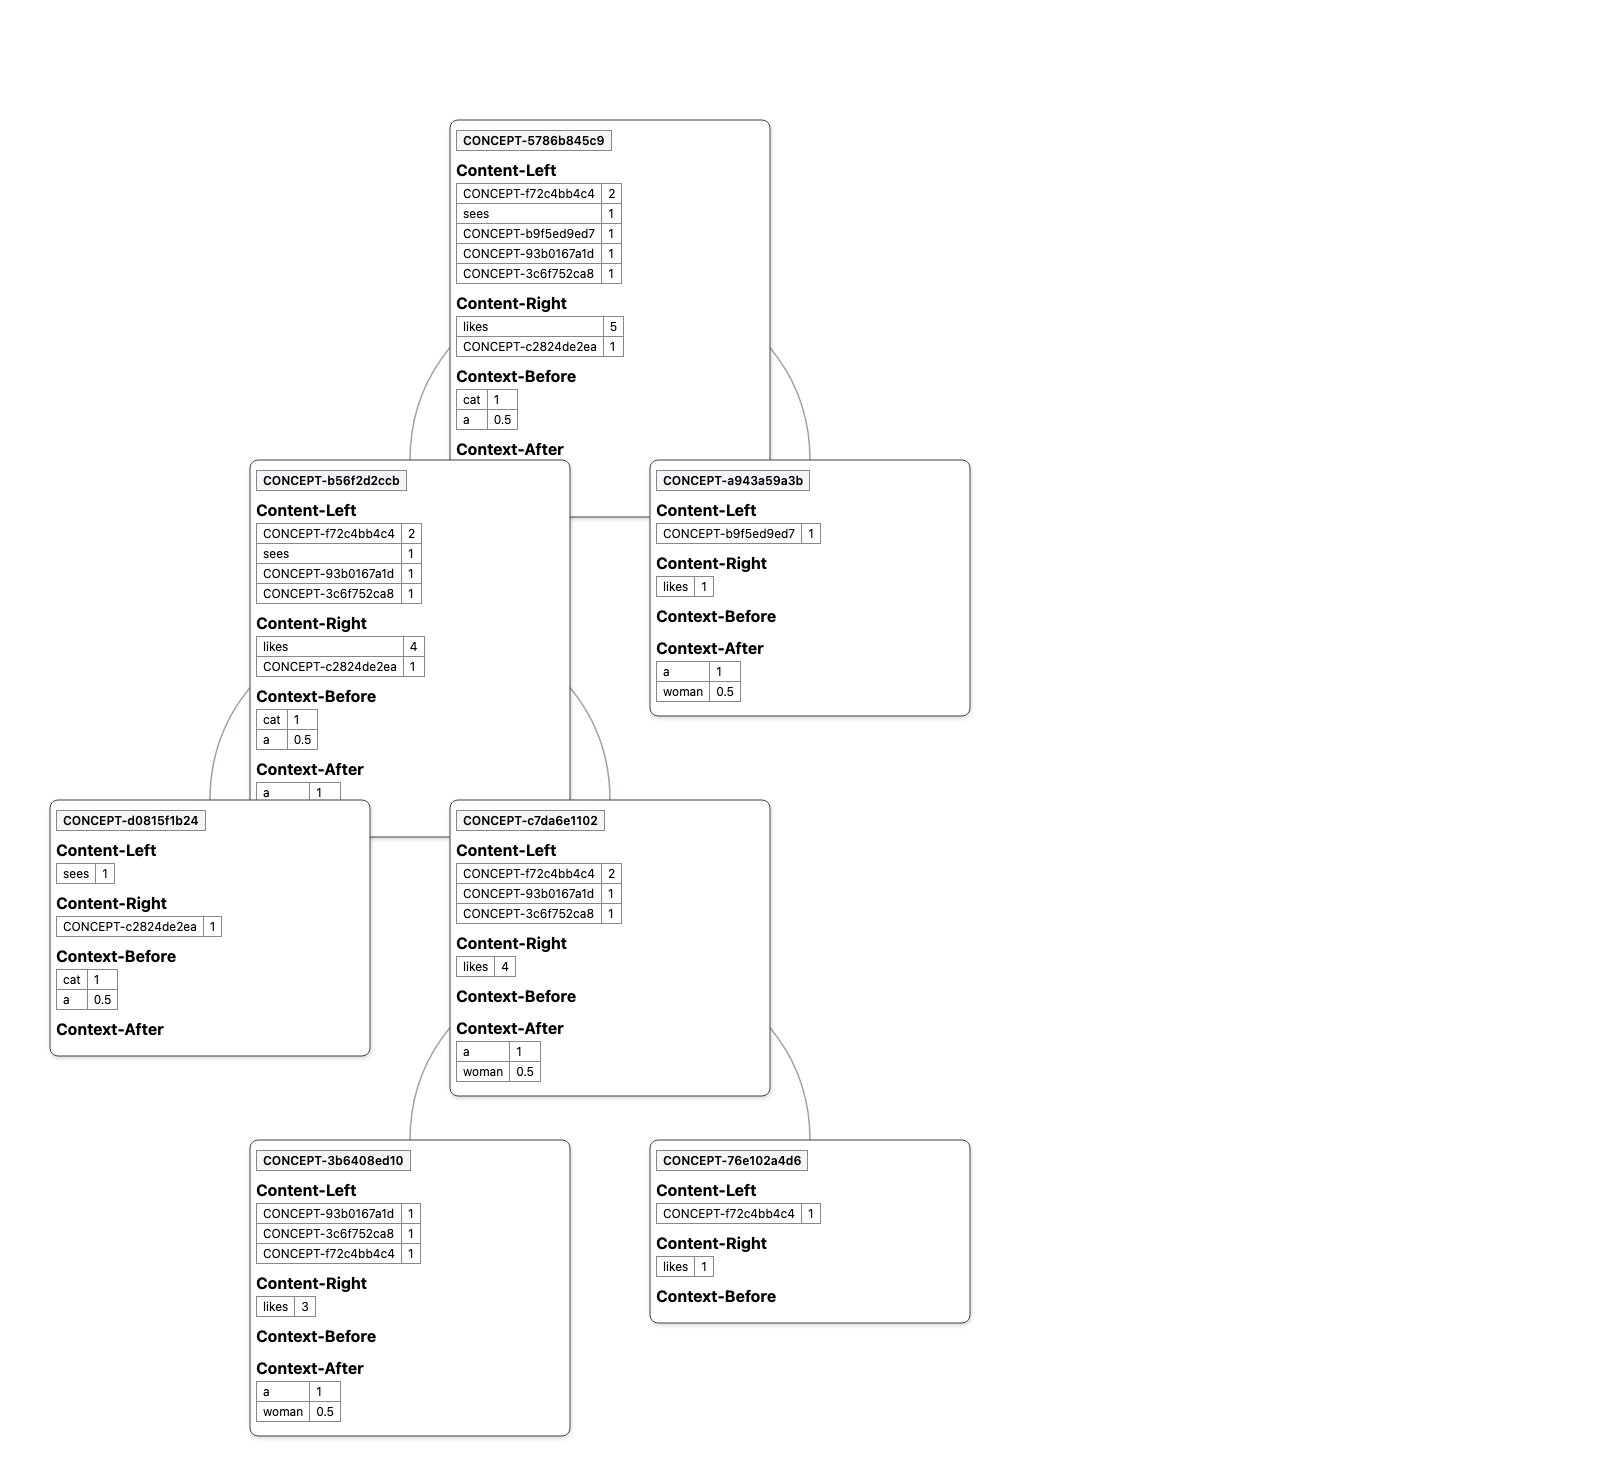 CONCEPT-5786b845c9
Content-Left
CONCEPT-f72c4bb4c4 2
sees 1
CONCEPT-b9f5ed9ed7 1
CONCEPT-93b0167a1d 1
CONCEPT-3c6f752ca8 1
Content-Right
likes 5
CONCEPT-c2824de2ea 1
Context-Before
cat 1
a 0.5
Context-After
CONCEPT-b56f2d2ccb
Content-Left
CONCEPT-f72c4bb4c4 2
sees 1
CONCEPT-93b0167a1d 1
CONCEPT-3c6f752ca8 1
Content-Right
likes 4
CONCEPT-c2824de2ea 1
Context-Before
cat 1
a 0.5
Context-After
a 1
CONCEPT-a943a59a3b
Content-Left
CONCEPT-b9f5ed9ed7 1
Content-Right
likes 1
Context-Before
Context-After
a 1
woman 0.5
CONCEPT-d0815f1b24
Content-Left
sees 1
Content-Right
CONCEPT-c2824de2ea 1
Context-Before
cat 1
a 0.5
Context-After
CONCEPT-c7da6e1102
Content-Left
CONCEPT-f72c4bb4c4 2
CONCEPT-93b0167a1d 1
CONCEPT-3c6f752ca8 1
Content-Right
likes 4
Context-Before
Context-After
a 1
woman 0.5
CONCEPT-3b6408ed10
Content-Left
CONCEPT-93b0167a1d 1
CONCEPT-3c6f752ca8 1
CONCEPT-f72c4bb4c4 1
Content-Right
likes 3
Context-Before
Context-After
a 1
woman 0.5
CONCEPT-76e102a4d6
Content-Left
CONCEPT-f72c4bb4c4 1
Content-Right
likes 1
Context-Before